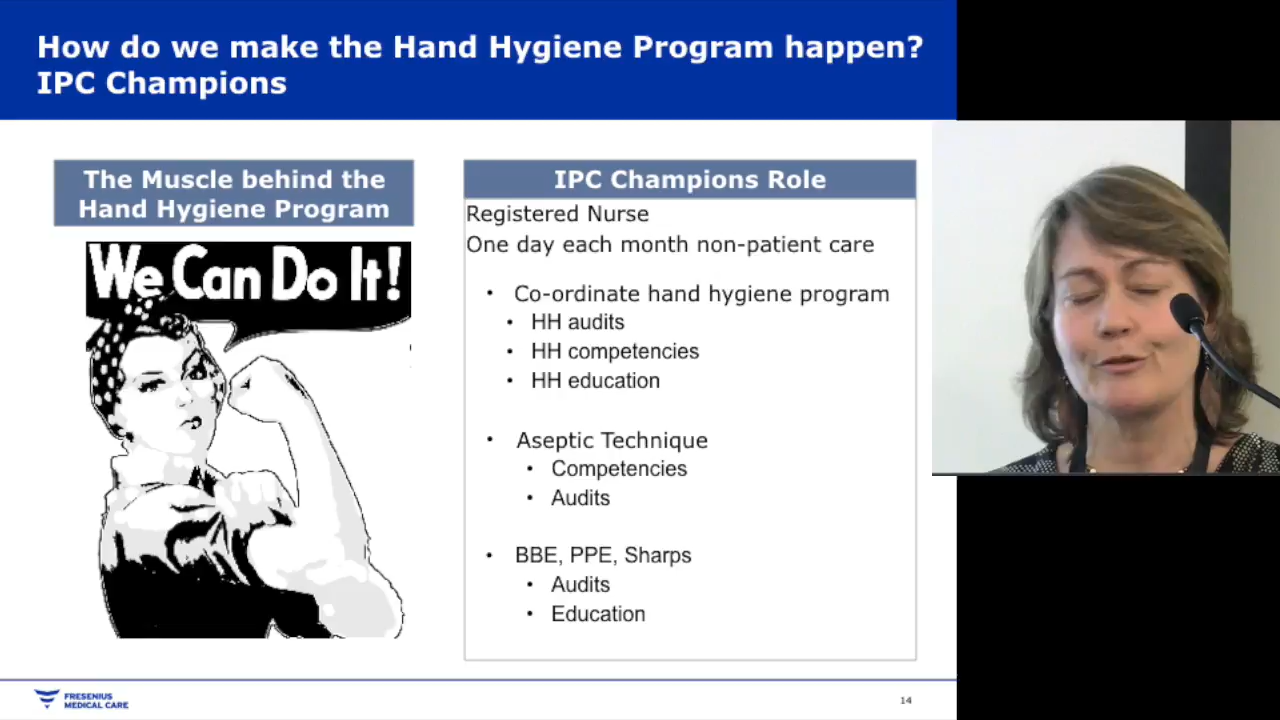 How do we make the Hand Hygiene Program happen?
IPC Champions
The Muscle behind the
Hand Hygiene Program
We Can Do It!
IPC Champions Role
Registered Nurse
One day each month non-patient care
• Co-ordinate hand hygiene program
• HH audits
• HH competencies
• HH education
• Aseptic Technique
• Competencies
• Audits
• BBE, PPE, Sharps
• Audits
• Education
FRESENIUS
MEDICAL CARE
14